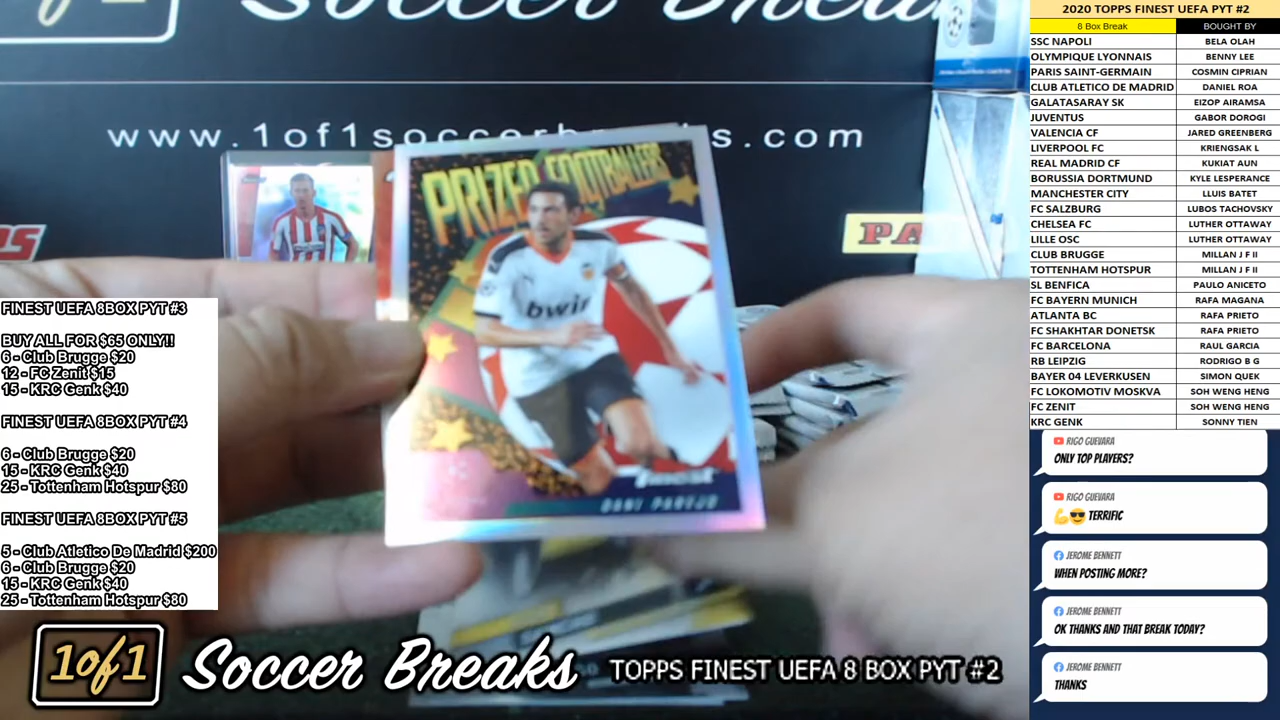 Soccer Breaks
www.1of1soccerbreaks.com
PRIZED FOOTBALLERS
bwin
finest
DANI PAREJO
PA
FINEST UEFA 8BOX PYT #3
BUY ALL FOR $65 ONLY!!
6 - Club Brugge $20
12 - FC Zenit $15
15 - KRC Genk $40
FINEST UEFA 8BOX PYT #4
6 - Club Brugge $20
15 - KRC Genk $40
25 - Tottenham Hotspur $80
FINEST UEFA 8BOX PYT #5
5 - Club Atletico De Madrid $200
6 - Club Brugge $20
15 - KRC Genk $40
25 - Tottenham Hotspur $80
1of1 Soccer Breaks TOPPS FINEST UEFA 8 BOX PYT #2
2020 TOPPS FINEST UEFA PYT #2
8 Box Break BOUGHT BY
SSC NAPOLI BELA OLAH
OLYMPIQUE LYONNAIS BENNY LEE
PARIS SAINT-GERMAIN COSMIN CIPRIAN
CLUB ATLETICO DE MADRID DANIEL ROA
GALATASARAY SK EIZOP AIRAMSA
JUVENTUS GABOR DOROGI
VALENCIA CF JARED GREENBERG
LIVERPOOL FC KRIENGSAK L
REAL MADRID CF KUKIAT AUN
BORUSSIA DORTMUND KYLE LESPERANCE
MANCHESTER CITY LLUIS BATET
FC SALZBURG LUBOS TACHOVSKY
CHELSEA FC LUTHER OTTAWAY
LILLE OSC LUTHER OTTAWAY
CLUB BRUGGE MILLAN J F II
TOTTENHAM HOTSPUR MILLAN J F II
SL BENFICA PAULO ANICETO
FC BAYERN MUNICH RAFA MAGANA
ATLANTA BC RAFA PRIETO
FC SHAKHTAR DONETSK RAFA PRIETO
FC BARCELONA RAUL GARCIA
RB LEIPZIG RODRIGO B G
BAYER 04 LEVERKUSEN SIMON QUEK
FC LOKOMOTIV MOSKVA SOH WENG HENG
FC ZENIT SOH WENG HENG
KRC GENK SONNY TIEN
RIGO GUEVARA
ONLY TOP PLAYERS?
RIGO GUEVARA
💪😎 TERRIFIC
JEROME BENNETT
WHEN POSTING MORE?
JEROME BENNETT
OK THANKS AND THAT BREAK TODAY?
JEROME BENNETT
THANKS